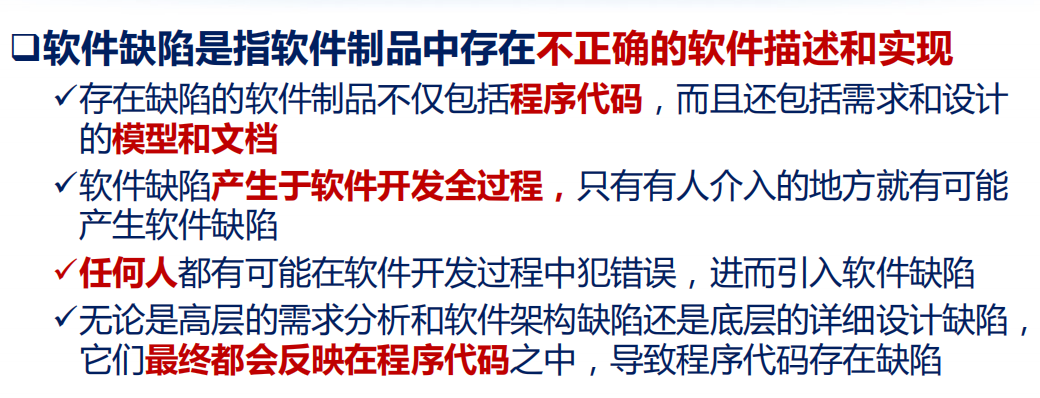 ❑软件缺陷是指软件制品中存在不正确的软件描述和实现
✓存在缺陷的软件制品不仅包括程序代码，而且还包括需求和设计
的模型和文档
✓软件缺陷产生于软件开发全过程，只有有人介入的地方就有可能
产生软件缺陷
✓任何人都有可能在软件开发过程中犯错误，进而引入软件缺陷
✓无论是高层的需求分析和软件架构缺陷还是底层的详细设计缺陷，
它们最终都会反映在程序代码之中，导致程序代码存在缺陷